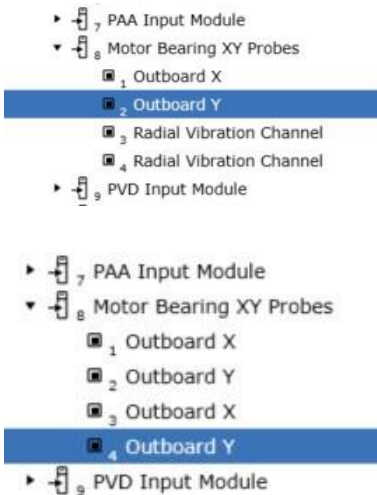 7 PAA Input Module
8 Motor Bearing XY Probes
1 Outboard X
2 Outboard Y
3 Radial Vibration Channel
4 Radial Vibration Channel
9 PVD Input Module
7 PAA Input Module
8 Motor Bearing XY Probes
1 Outboard X
2 Outboard Y
3 Outboard X
4 Outboard Y
9 PVD Input Module